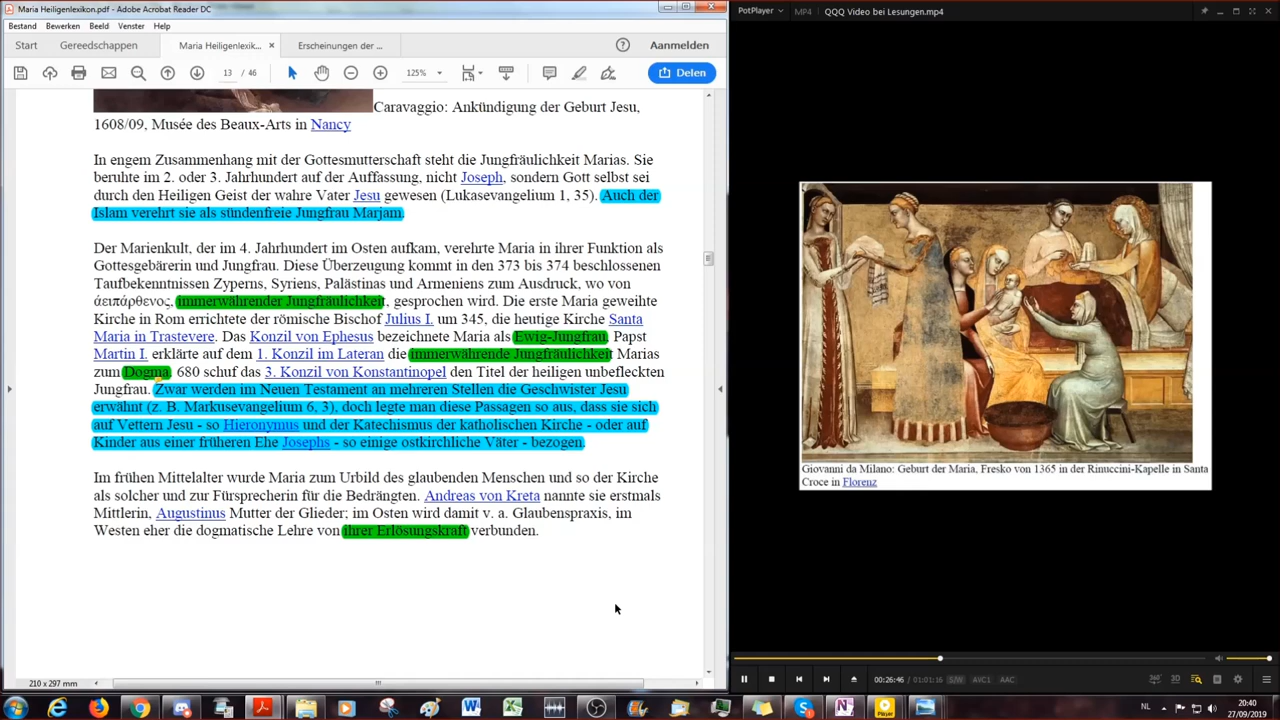 Maria Heiligenlexikon.pdf - Adobe Acrobat Reader DC
Bestand Bewerken Beeld Venster Help
Start Gereedschappen Maria Heiligenlexik... × Erscheinungen der ... Aanmelden
13 / 46 125% Delen
Caravaggio: Ankündigung der Geburt Jesu,
1608/09, Musée des Beaux-Arts in Nancy
In engem Zusammenhang mit der Gottesmutterschaft steht die Jungfräulichkeit Marias. Sie
beruhte im 2. oder 3. Jahrhundert auf der Auffassung, nicht Joseph, sondern Gott selbst sei
durch den Heiligen Geist der wahre Vater Jesu gewesen (Lukasevangelium 1, 35). Auch der
Islam verehrt sie als sündenfreie Jungfrau Marjam.
Der Marienkult, der im 4. Jahrhundert im Osten aufkam, verehrte Maria in ihrer Funktion als
Gottesgebärerin und Jungfrau. Diese Überzeugung kommt in den 373 bis 374 beschlossenen
Taufbekenntnissen Zyperns, Syriens, Palästinas und Armeniens zum Ausdruck, wo von
άειπάρθενος, immerwährender Jungfräulichkeit, gesprochen wird. Die erste Maria geweihte
Kirche in Rom errichtete der römische Bischof Julius I. um 345, die heutige Kirche Santa
Maria in Trastevere. Das Konzil von Ephesus bezeichnete Maria als Ewig-Jungfrau. Papst
Martin I. erklärte auf dem 1. Konzil im Lateran die immerwährende Jungfräulichkeit Marias
zum Dogma. 680 schuf das 3. Konzil von Konstantinopel den Titel der heiligen unbefleckten
Jungfrau. Zwar werden im Neuen Testament an mehreren Stellen die Geschwister Jesu
erwähnt (z. B. Markusevangelium 6, 3), doch legte man diese Passagen so aus, dass sie sich
auf Vettern Jesu - so Hieronymus und der Katechismus der katholischen Kirche - oder auf
Kinder aus einer früheren Ehe Josephs - so einige ostkirchliche Väter - bezogen.
Im frühen Mittelalter wurde Maria zum Urbild des glaubenden Menschen und so der Kirche
als solcher und zur Fürsprecherin für die Bedrängten. Andreas von Kreta nannte sie erstmals
Mittlerin, Augustinus Mutter der Glieder; im Osten wird damit v. a. Glaubenspraxis, im
Westen eher die dogmatische Lehre von ihrer Erlösungskraft verbunden.
210 x 297 mm
PotPlayer MP4 QQQ Video bei Lesungen.mp4
Giovanni da Milano: Geburt der Maria, Fresko von 1365 in der Rinuccini-Kapelle in Santa
Croce in Florenz
00:26:46 / 01:01:16 S/W AVC1 AAC 360° 3D
NL 20:40
27/09/2019